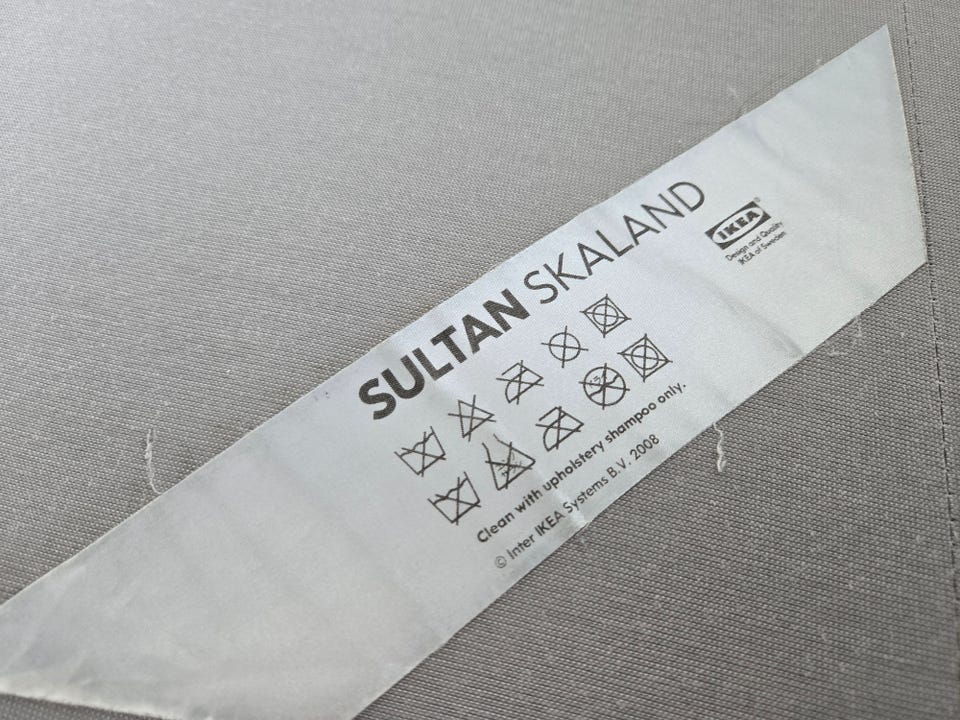 SULTAN SKALAND
IKEA®
Design and Quality
IKEA of Sweden
Clean with upholstery shampoo only.
© Inter IKEA Systems B.V. 2008